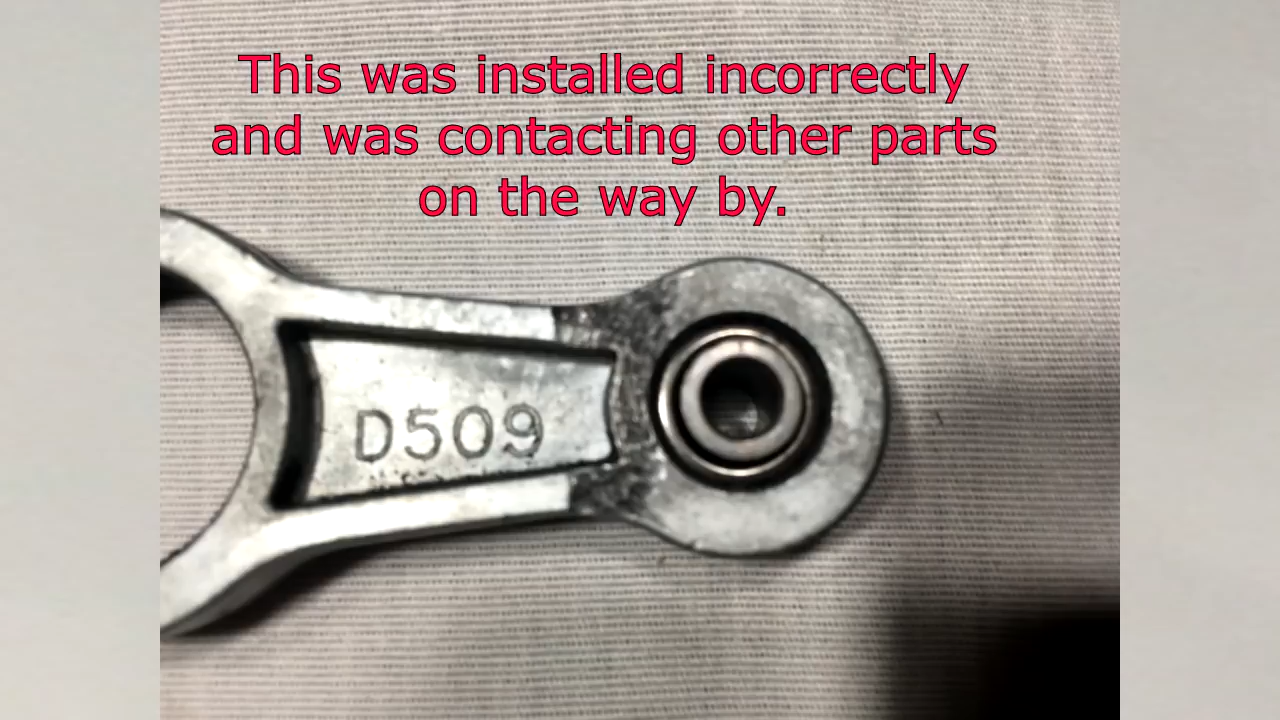 This was installed incorrectly
and was contacting other parts
on the way by.
D509